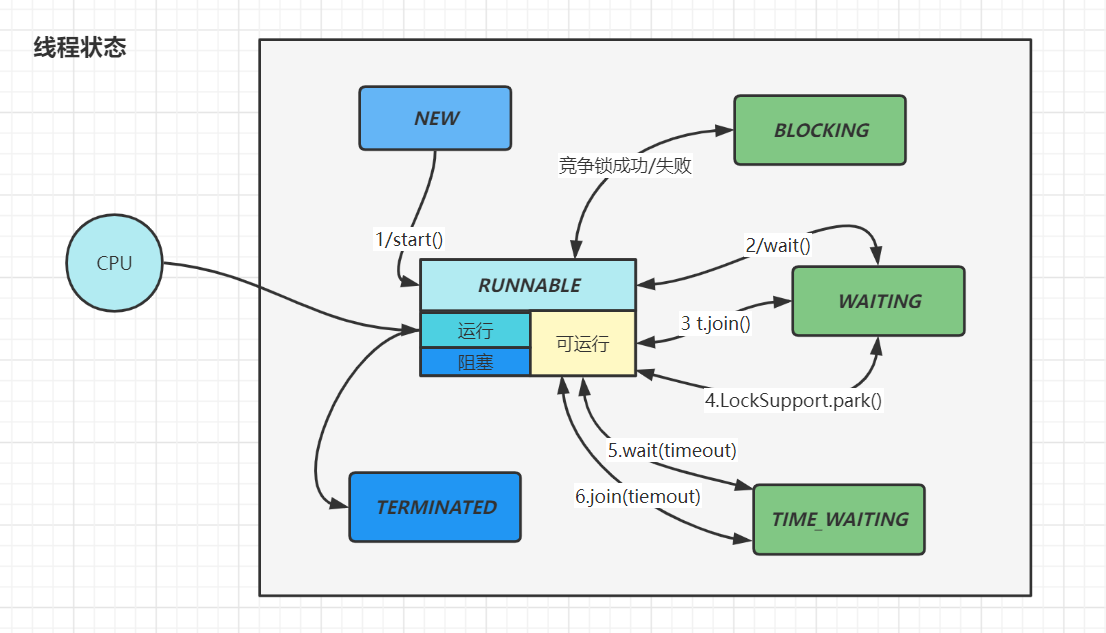 线程状态
NEW
BLOCKING
竞争锁成功/失败
1/start()
2/wait()
CPU
RUNNABLE
WAITING
运行
可运行
阻塞
3 t.join()
4.LockSupport.park()
5.wait(timeout)
6.join(tiemout)
TERMINATED
TIME_WAITING